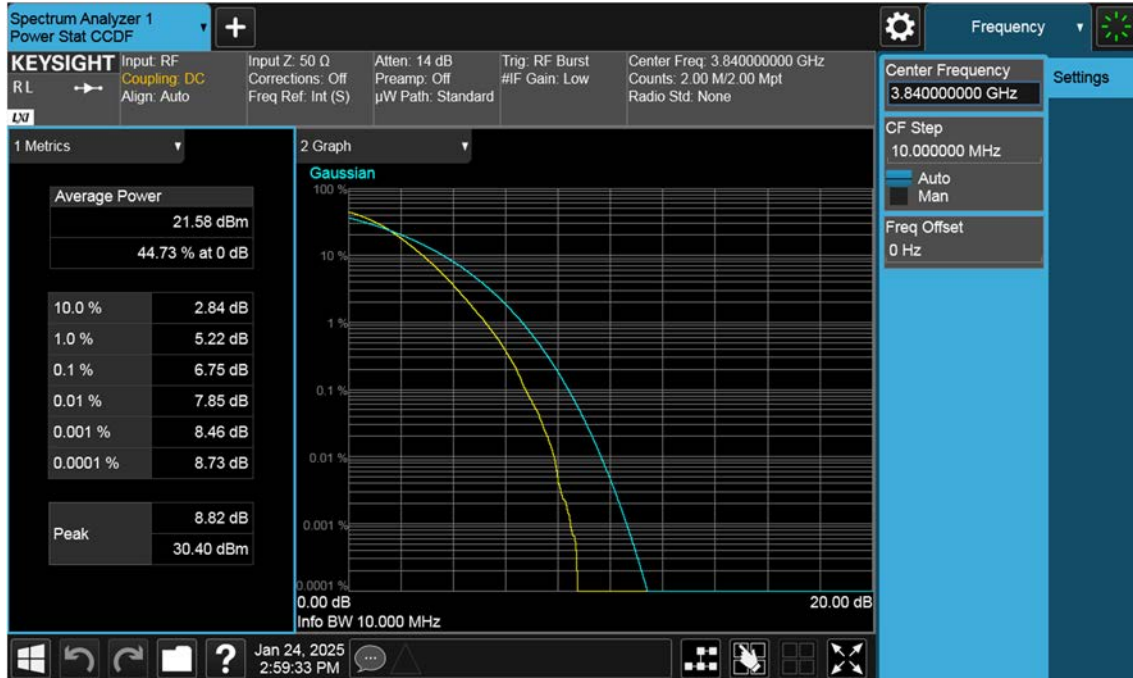 Spectrum Analyzer 1
Power Stat CCDF
Frequency
KEYSIGHT
R L
LXI
Input: RF
Coupling: DC
Align: Auto
Input Z: 50 Ω
Corrections: Off
Freq Ref: Int (S)
Atten: 14 dB
Preamp: Off
µW Path: Standard
Trig: RF Burst
#IF Gain: Low
Center Freq: 3.840000000 GHz
Counts: 2.00 M/2.00 Mpt
Radio Std: None
Center Frequency
3.840000000 GHz
Settings
CF Step
10.000000 MHz
Auto
Man
Freq Offset
0 Hz
1 Metrics
Average Power
21.58 dBm
44.73 % at 0 dB
10.0 % 2.84 dB
1.0 % 5.22 dB
0.1 % 6.75 dB
0.01 % 7.85 dB
0.001 % 8.46 dB
0.0001 % 8.73 dB
Peak
8.82 dB
30.40 dBm
2 Graph
Gaussian
100 %
10 %
1 %
0.1 %
0.01 %
0.001 %
0.0001 %
0.00 dB 20.00 dB
Info BW 10.000 MHz
?
Jan 24, 2025
2:59:33 PM